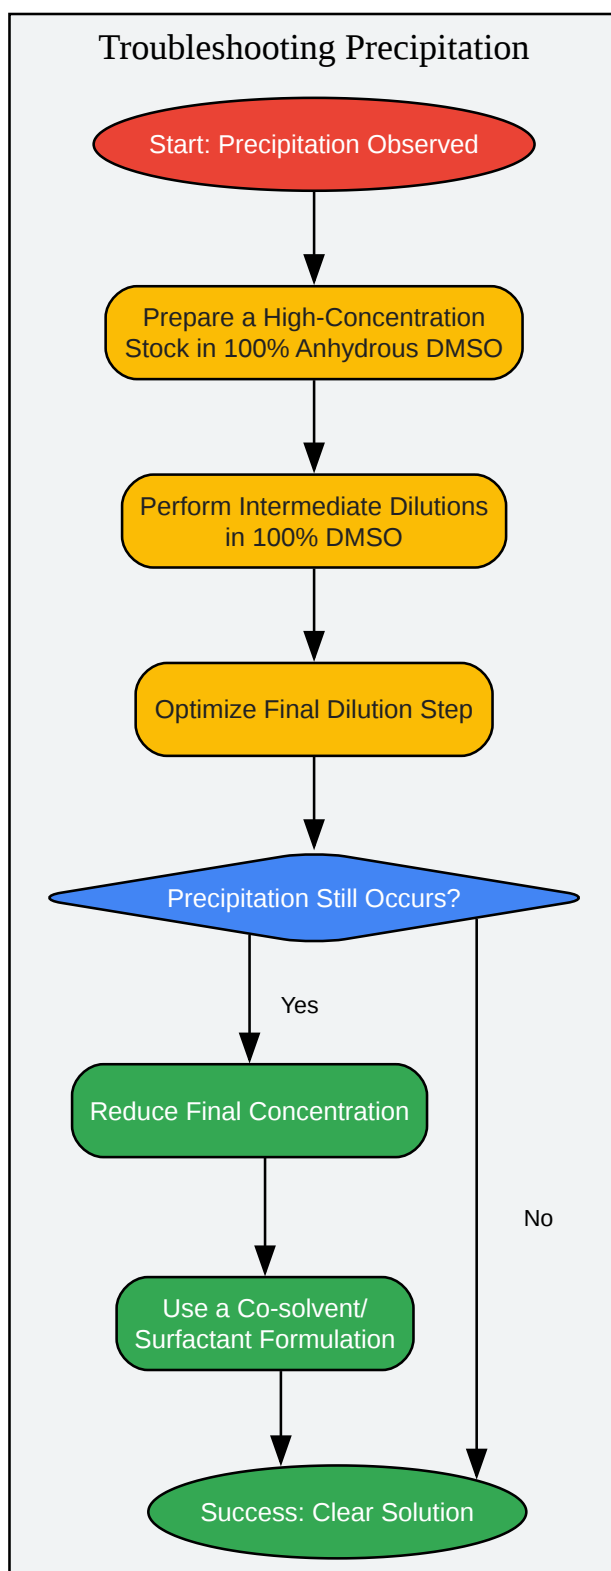 Troubleshooting Precipitation
Start: Precipitation Observed
Prepare a High-Concentration
Stock in 100% Anhydrous DMSO
Perform Intermediate Dilutions
in 100% DMSO
Optimize Final Dilution Step
Precipitation Still Occurs?
Yes
Reduce Final Concentration
No
Use a Co-solvent/
Surfactant Formulation
Success: Clear Solution